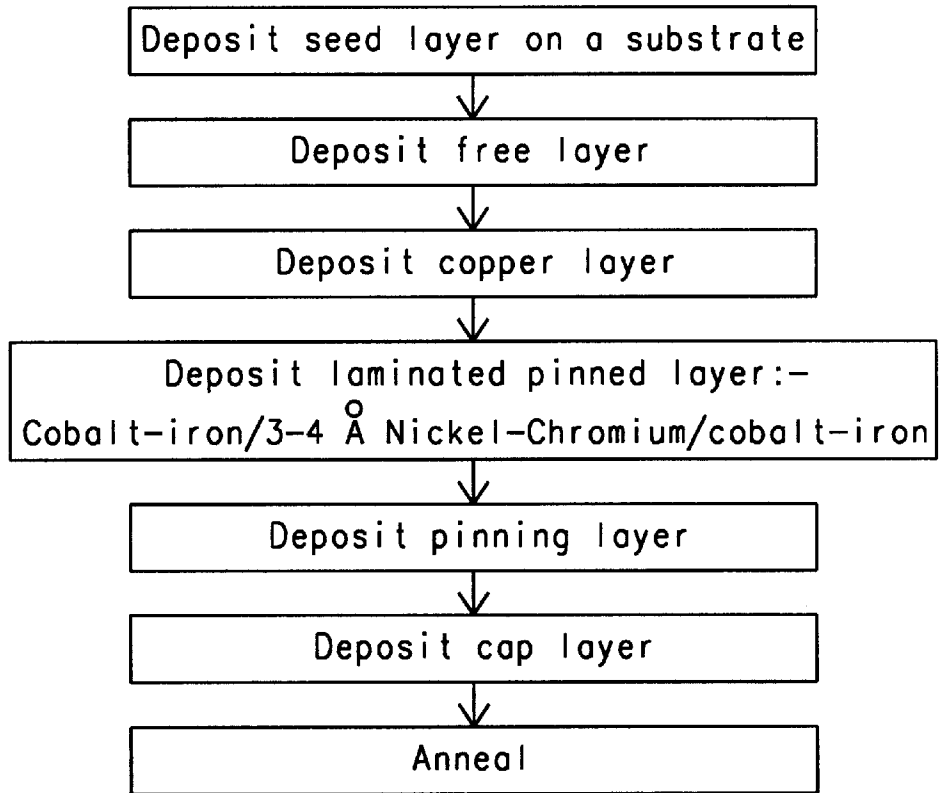 Deposit seed layer on a substrate
Deposit free layer
Deposit copper layer
Deposit laminated pinned layer:-
Cobalt-iron/3-4 Å Nickel-Chromium/cobalt-iron
Deposit pinning layer
Deposit cap layer
Anneal